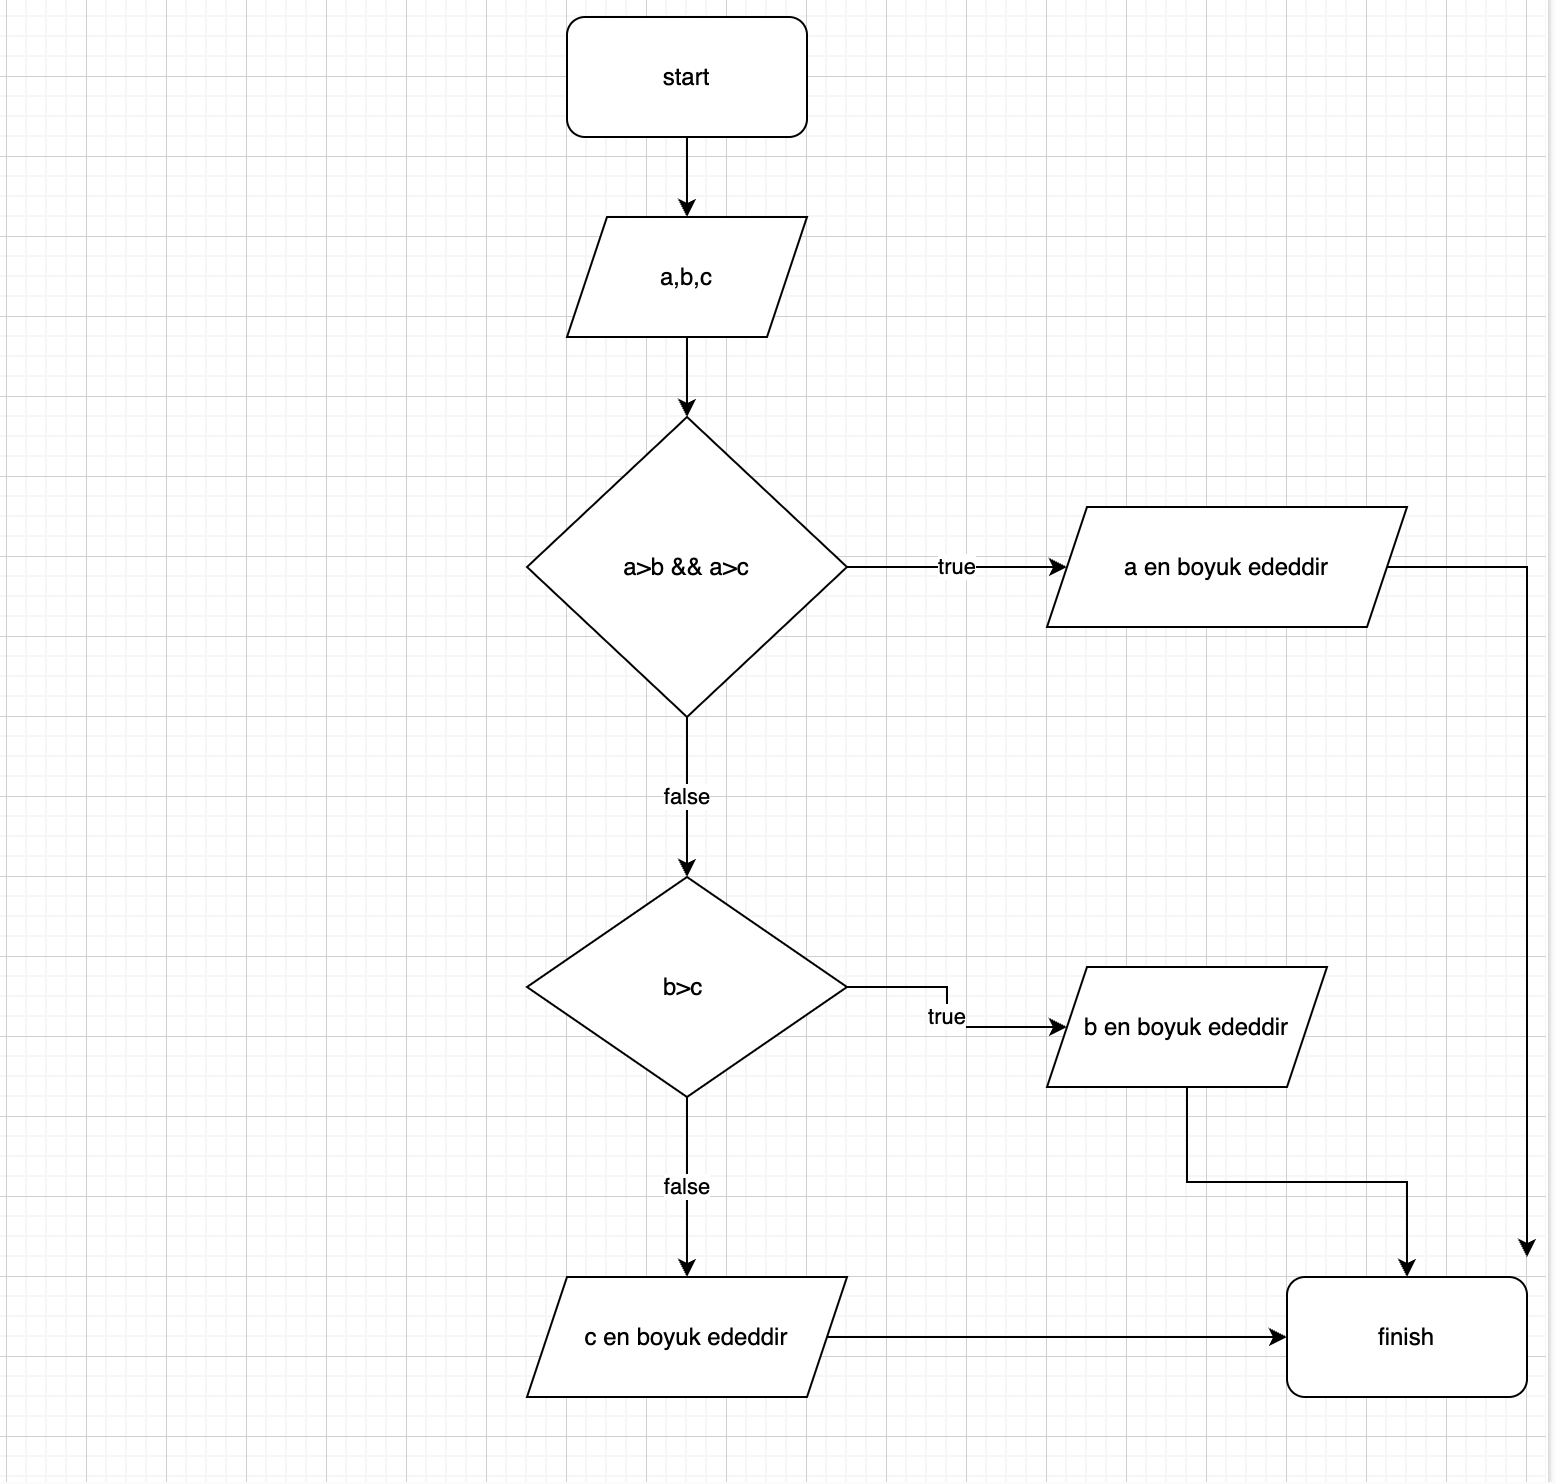 start
a,b,c
a>b && a>c
true
a en boyuk ededdir
false
b>c
true
b en boyuk ededdir
false
c en boyuk ededdir
finish